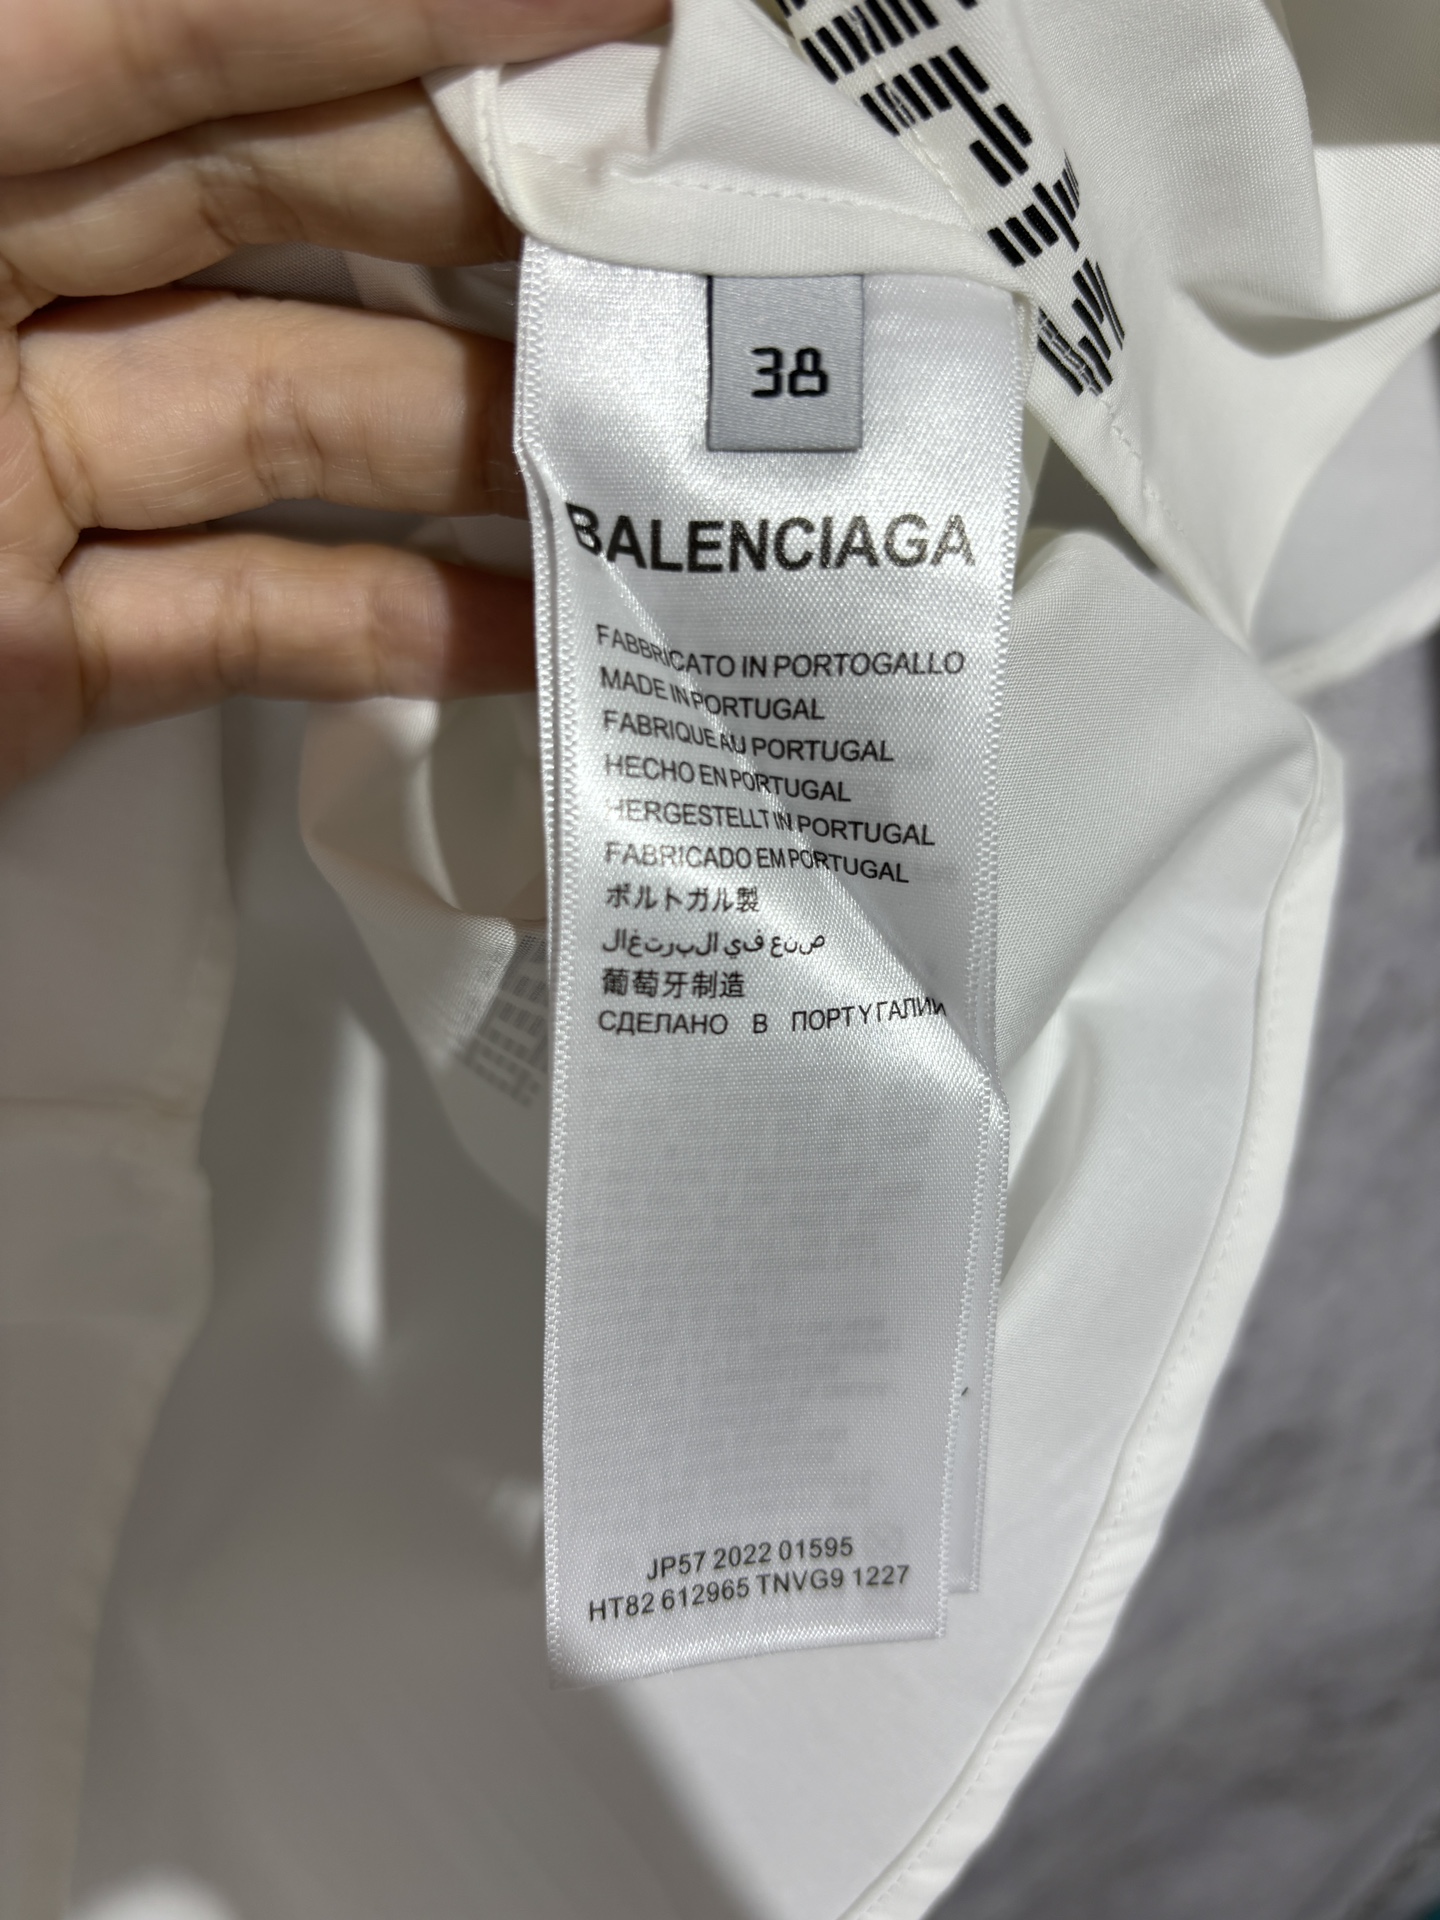 38
BALENCIAGA
FABBRICATO IN PORTOGALLO
MADE IN PORTUGAL
FABRIQUE AU PORTUGAL
HECHO EN PORTUGAL
HERGESTELLT IN PORTUGAL
FABRICADO EM PORTUGAL
ポルトガル製
صنع في البرتغال
葡萄牙制造
СДЕЛАНО В ПОРТУГАЛИИ
JP57 2022 01595
HT82 612965 TNVG9 1227